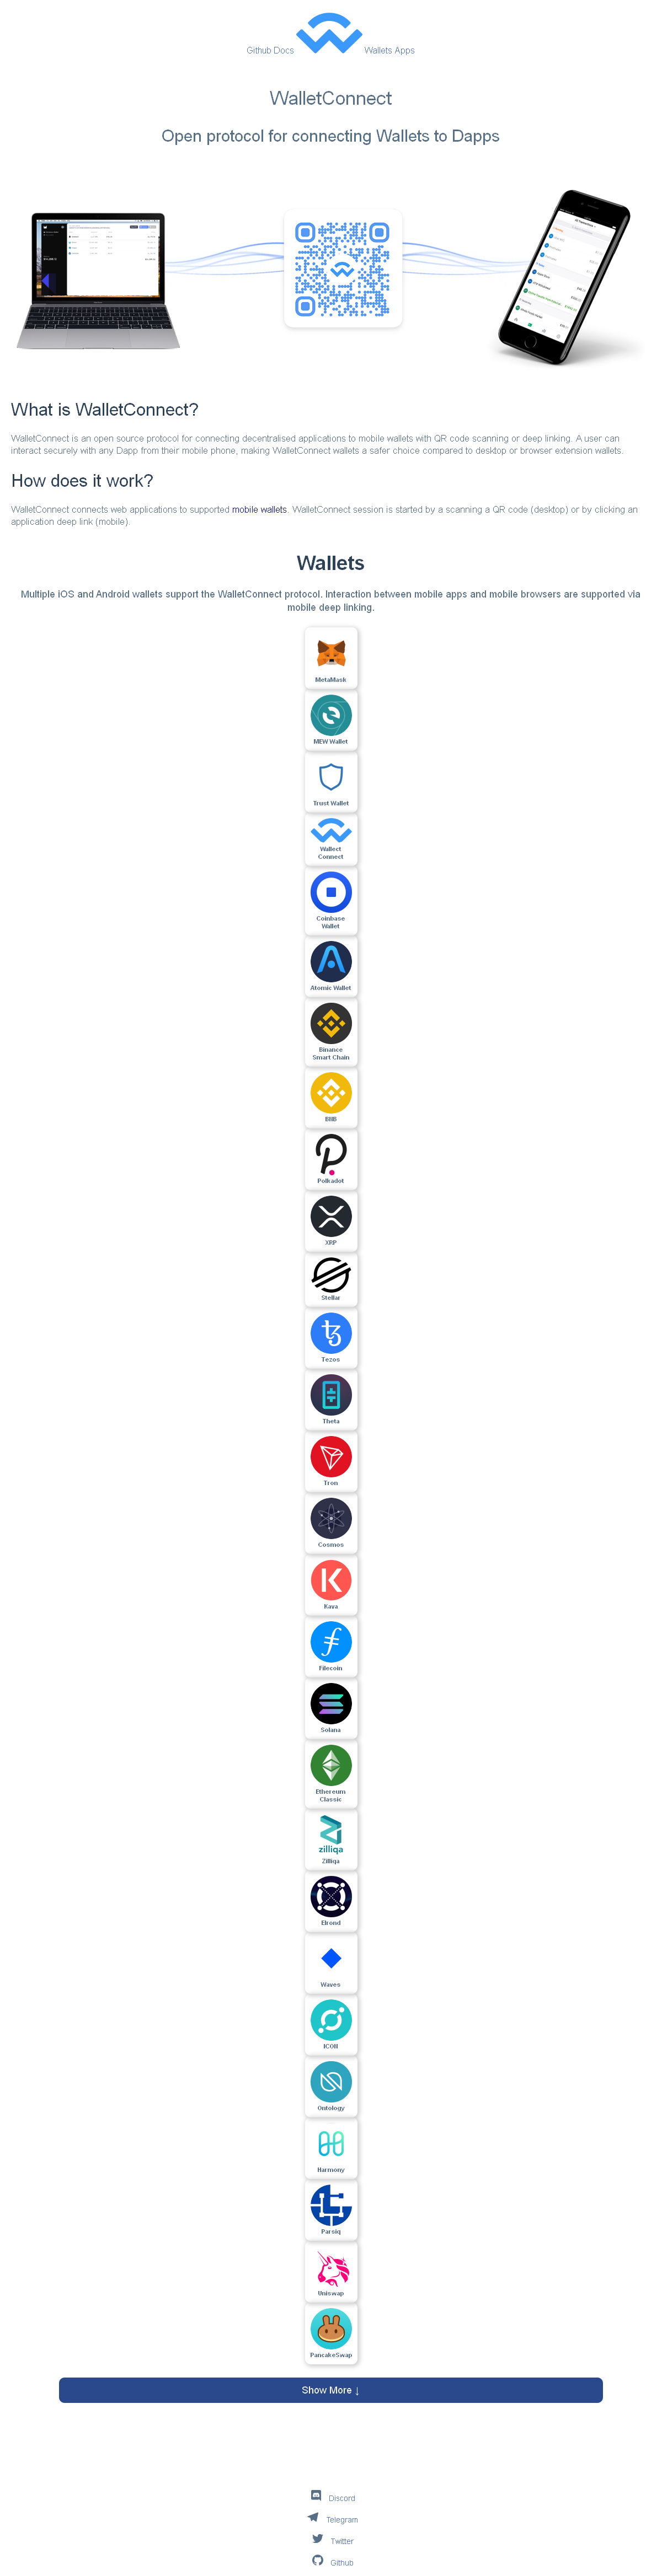 Github Docs Wallets Apps
WalletConnect
Open protocol for connecting Wallets to Dapps
What is WalletConnect?
WalletConnect is an open source protocol for connecting decentralised applications to mobile wallets with QR code scanning or deep linking. A user can
interact securely with any Dapp from their mobile phone, making WalletConnect wallets a safer choice compared to desktop or browser extension wallets.
How does it work?
WalletConnect connects web applications to supported mobile wallets. WalletConnect session is started by a scanning a QR code (desktop) or by clicking an
application deep link (mobile).
Wallets
Multiple iOS and Android wallets support the WalletConnect protocol. Interaction between mobile apps and mobile browsers are supported via
mobile deep linking.
MetaMask
MEW Wallet
Trust Wallet
Wallect
Connect
Coinbase
Wallet
Atomic Wallet
Binance
Smart Chain
BNB
Polkadot
XRP
Stellar
Tezos
Theta
Tron
Cosmos
Kava
Filecoin
Solana
Ethereum
Classic
zilliqa
Zilliqa
Elrond
Waves
ICON
Ontology
Harmony
Parsiq
Uniswap
PancakeSwap
Show More ↓
Discord
Telegram
Twitter
Github